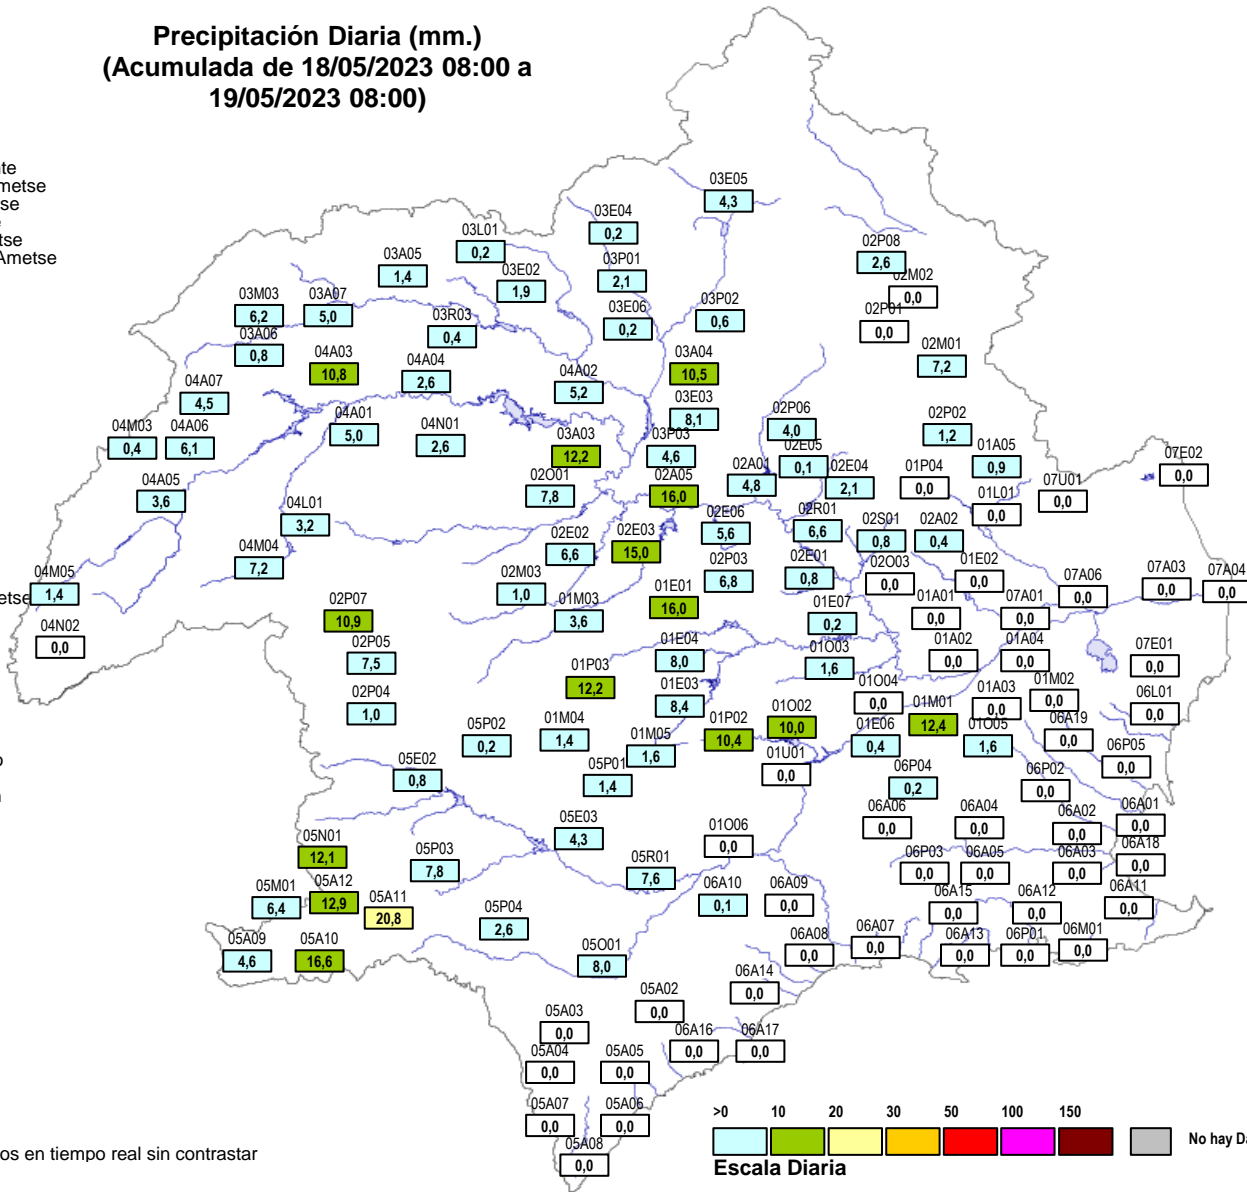 Precipitación Diaria (mm.)
(Acumulada de 18/05/2023 08:00 a
19/05/2023 08:00)
03E05
4,3
03E04
0,2
03L01
0,2
03A05
1,4
03E02
1,9
03P01
2,1
02P08
2,6
02M02
0,0
03M03
6,2
03A07
5,0
03R03
0,4
03E06
0,2
03P02
0,6
02P01
0,0
03A06
0,8
04A03
10,8
04A04
2,6
04A02
5,2
03A04
10,5
02M01
7,2
04A07
4,5
03E03
8,1
04M03
0,4
04A06
6,1
04A01
5,0
04N01
2,6
03A03
12,2
03P03
4,6
02P06
4,0
02E05
0,1
02P02
1,2
01A05
0,9
07E02
0,0
04A05
3,6
02O01
7,8
02A05
16,0
02A01
4,8
02E04
2,1
01P04
0,0
01L01
0,0
07U01
0,0
04L01
3,2
02E06
5,6
02R01
6,6
02S01
0,8
02A02
0,4
04M04
7,2
02E02
6,6
02E03
15,0
02P03
6,8
02E01
0,8
02O03
0,0
01E02
0,0
07A06
0,0
07A03
0,0
07A04
0,0
04M05
1,4
02M03
1,0
01M03
3,6
01E01
16,0
01E07
0,2
01A01
0,0
07A01
0,0
04N02
0,0
02P07
10,9
02P05
7,5
01E04
8,0
01O03
1,6
01A02
0,0
01A04
0,0
07E01
0,0
02P04
1,0
01P03
12,2
01E03
8,4
01O04
0,0
01M01
12,4
01A03
0,0
01M02
0,0
06L01
0,0
05P02
0,2
01M04
1,4
01M05
1,6
01P02
10,4
01O02
10,0
01E06
0,4
01O05
1,6
06A19
0,0
06P05
0,0
05E02
0,8
05P01
1,4
01U01
0,0
06P04
0,2
06P02
0,0
05E03
4,3
01O06
0,0
06A06
0,0
06A04
0,0
06A02
0,0
06A01
0,0
05N01
12,1
05P03
7,8
05R01
7,6
06P03
0,0
06A05
0,0
06A03
0,0
06A18
0,0
05M01
6,4
05A12
12,9
05A11
20,8
05P04
2,6
06A10
0,1
06A09
0,0
06A15
0,0
06A12
0,0
06A11
0,0
05A09
4,6
05A10
16,6
05O01
8,0
06A08
0,0
06A07
0,0
06A13
0,0
06P01
0,0
06M01
0,0
06A14
0,0
05A02
0,0
05A03
0,0
06A16
0,0
06A17
0,0
05A04
0,0
05A05
0,0
05A07
0,0
05A06
0,0
05A08
0,0
>0 10 20 30 50 100 150
No hay
Escala Diaria
en tiempo real sin contrastar